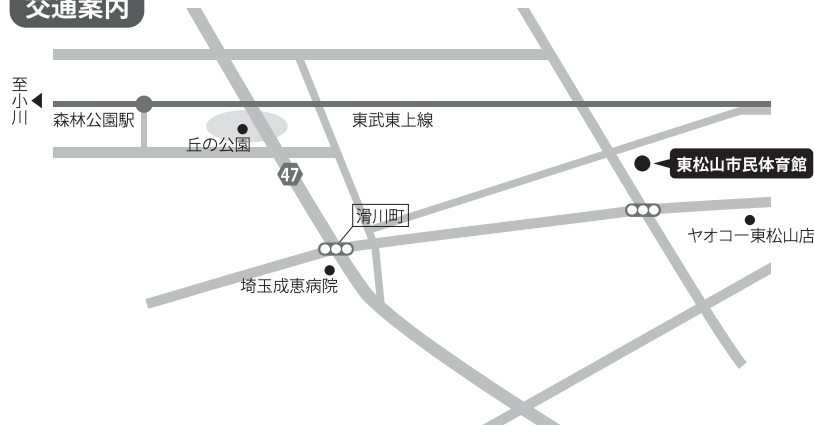 交通案内
至小川
森林公園駅
東武東上線
丘の公園
47
東松山市民体育館
滑川町
ヤオコー東松山店
埼玉成恵病院